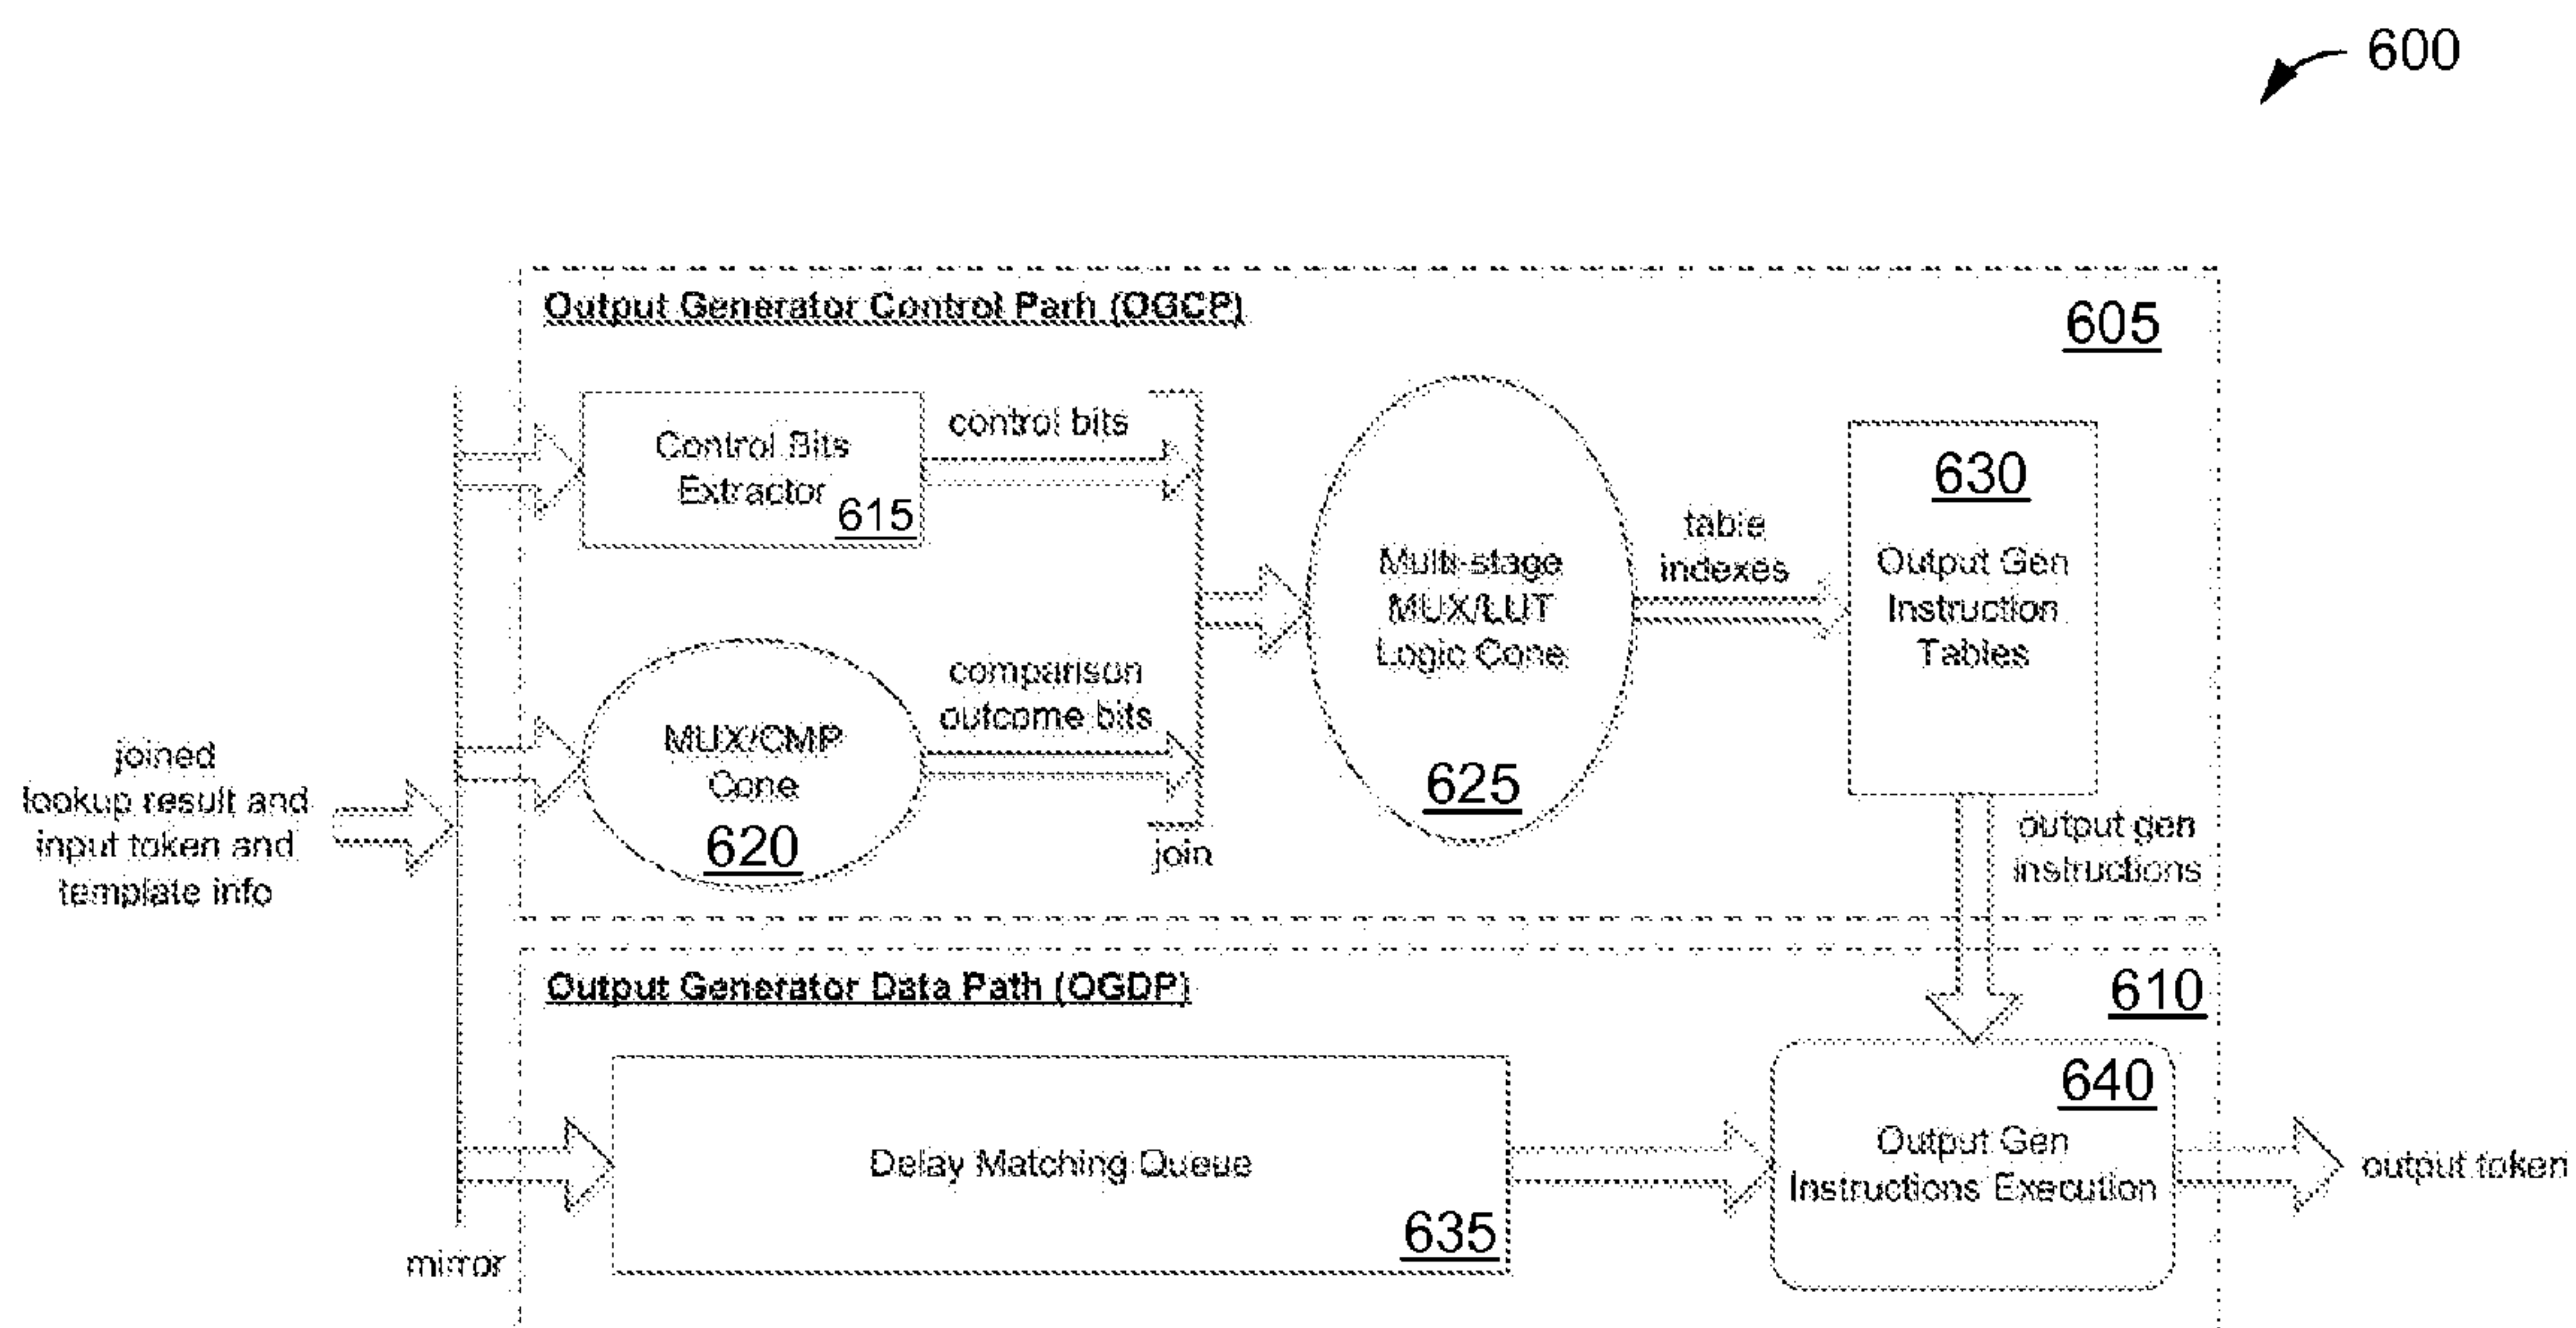 600
Output Generator Control Parh (OGCP)
605
Control Bits
Extractor
615
control bits
MUX/CMP
Cone
620
comparison
outcome bits
join
Multi-stage
MUX/LUT
Logic Cone
625
table
indexes
630
Output Gen
Instruction
Tables
output gen
instructions
joined
lookup result and
input token and
template info
mirror
Output Generator Data Path (OGDP)
610
Delay Matching Queue
635
640
Output Gen
Instructions Execution
output token